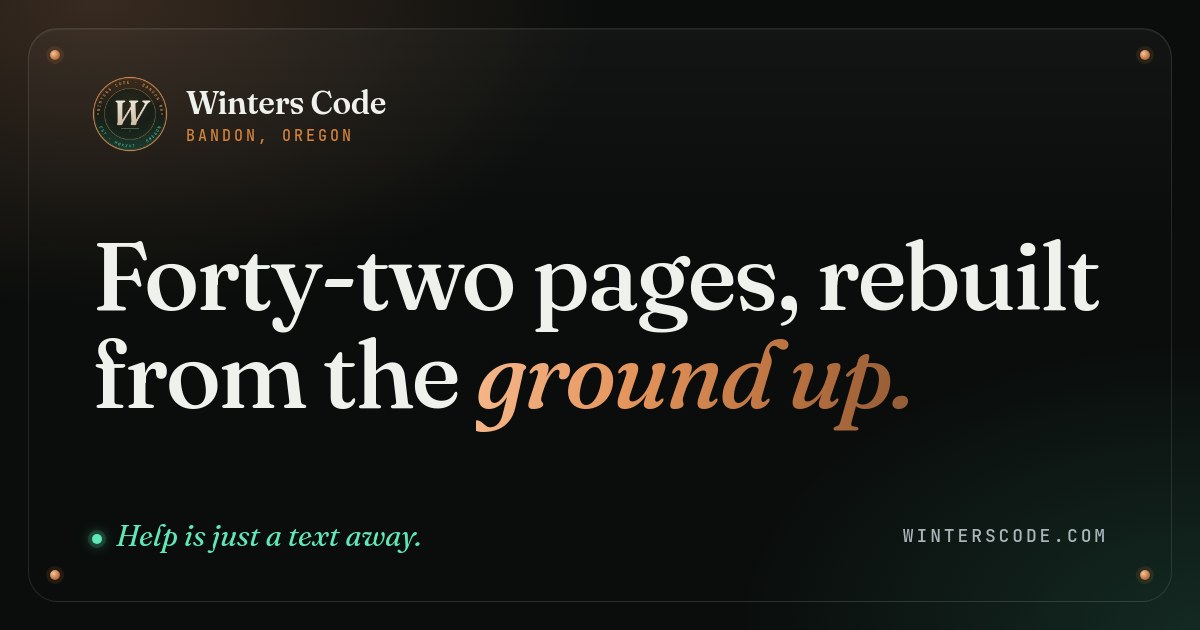 W
Winters Code
BANDON, OREGON
Forty-two pages, rebuilt
from the ground up.
Help is just a text away.
WINTERSCODE.COM